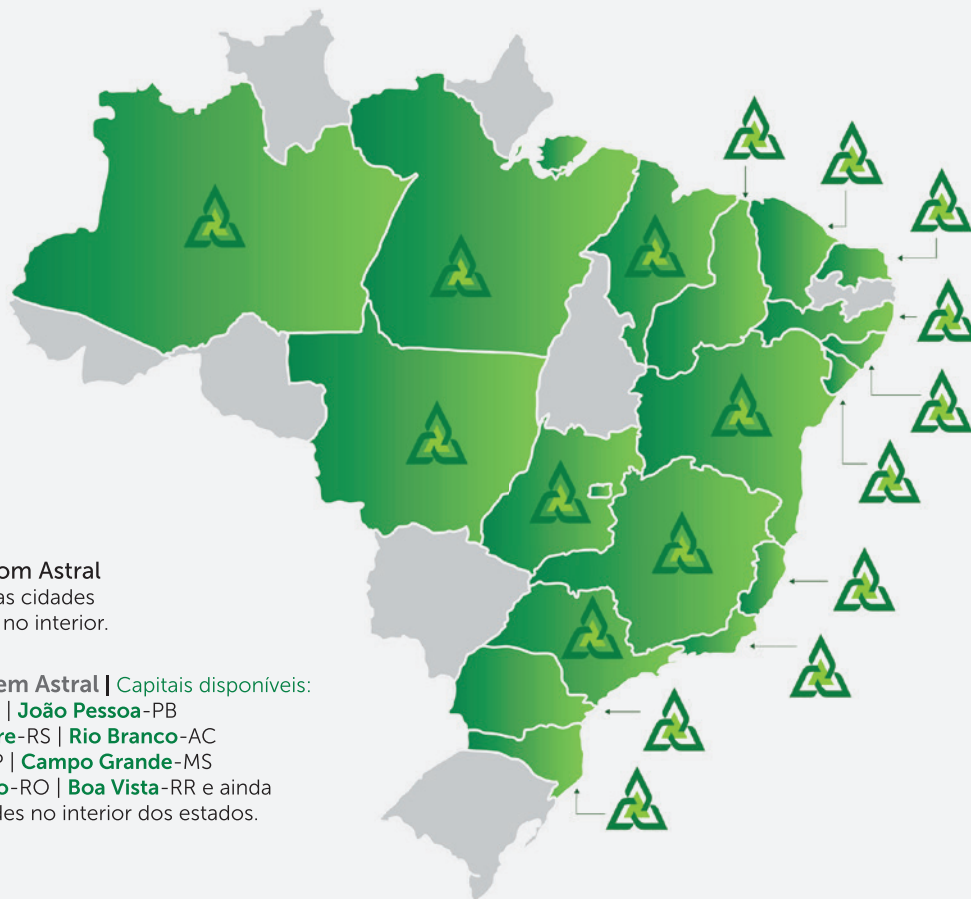 om Astral
as cidades
no interior.
em Astral | Capitais disponíveis:
| João Pessoa-PB
re-RS | Rio Branco-AC
P | Campo Grande-MS
o-RO | Boa Vista-RR e ainda
des no interior dos estados.